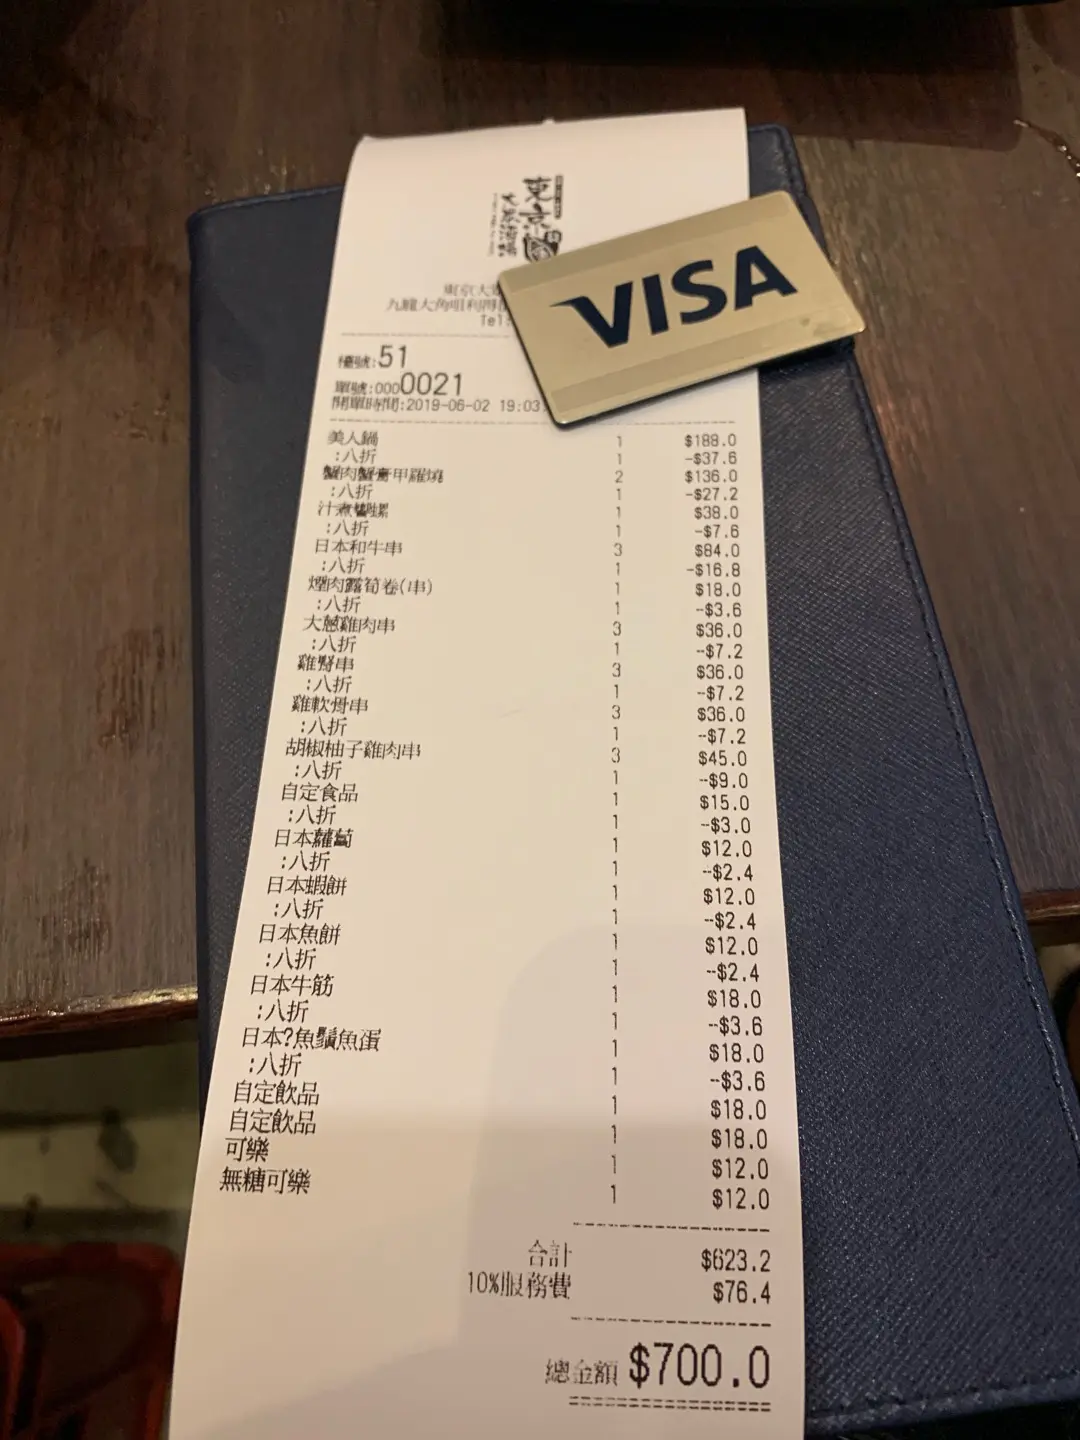 東京
大
東京大
九龍大角咀利得
Tel:
VISA
檯號:51
單號:0000021
開單時間:2019-06-02 19:03
美人鍋 1 $188.0
:八折 1 -$37.6
蟹肉蟹膏甲羅燒 2 $136.0
:八折 1 -$27.2
汁煮螺 1 $38.0
:八折 1 -$7.6
日本和牛串 3 $84.0
:八折 1 -$16.8
煙肉露筍卷(串) 1 $18.0
:八折 1 -$3.6
大蔥雞肉串 3 $36.0
:八折 1 -$7.2
雞腎串 3 $36.0
:八折 1 -$7.2
雞軟骨串 3 $36.0
:八折 1 -$7.2
胡椒柚子雞肉串 3 $45.0
:八折 1 -$9.0
自定食品 1 $15.0
:八折 1 -$3.0
日本蘿蔔 1 $12.0
:八折 1 -$2.4
日本蝦餅 1 $12.0
:八折 1 -$2.4
日本魚餅 1 $12.0
:八折 1 -$2.4
日本牛筋 1 $18.0
:八折 1 -$3.6
日本?魚鬚魚蛋 1 $18.0
:八折 1 -$3.6
自定飲品 1 $18.0
自定飲品 1 $18.0
可樂 1 $12.0
無糖可樂 1 $12.0
合計 $623.2
10%服務費 $76.4
總金額 $700.0